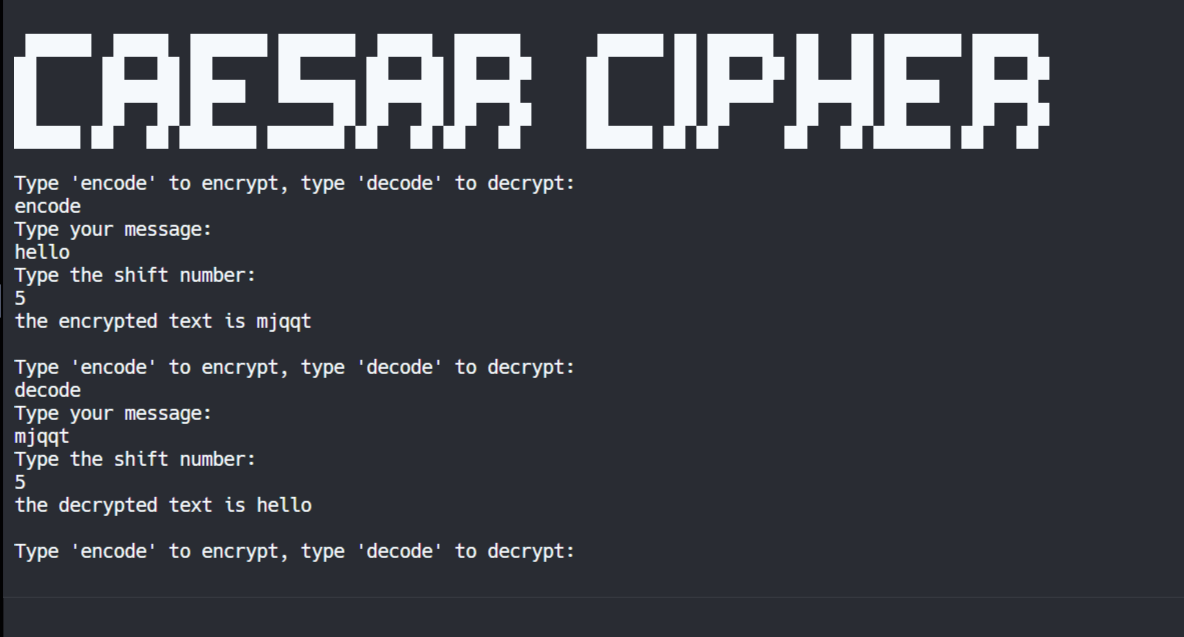 CAESAR CIPHER
Type 'encode' to encrypt, type 'decode' to decrypt:
encode
Type your message:
hello
Type the shift number:
5
the encrypted text is mjqqt
Type 'encode' to encrypt, type 'decode' to decrypt:
decode
Type your message:
mjqqt
Type the shift number:
5
the decrypted text is hello
Type 'encode' to encrypt, type 'decode' to decrypt: